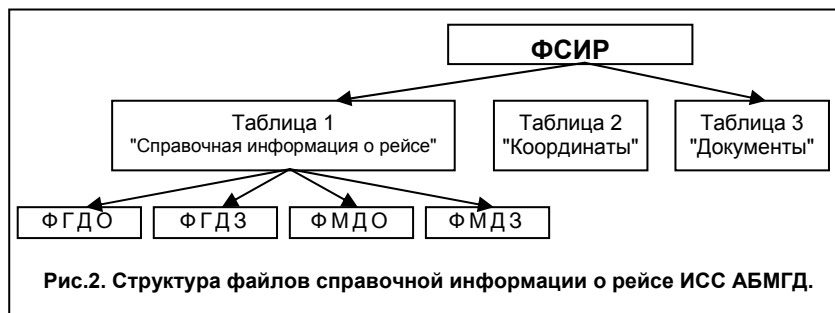 ФСИР
Таблица 1
"Справочная информация о рейсе"
Таблица 2
"Координаты"
Таблица 3
"Документы"
ФГДО
ФГДЗ
ФМДО
ФМДЗ
Рис.2. Структура файлов справочной информации о рейсе ИСС АБМГД.